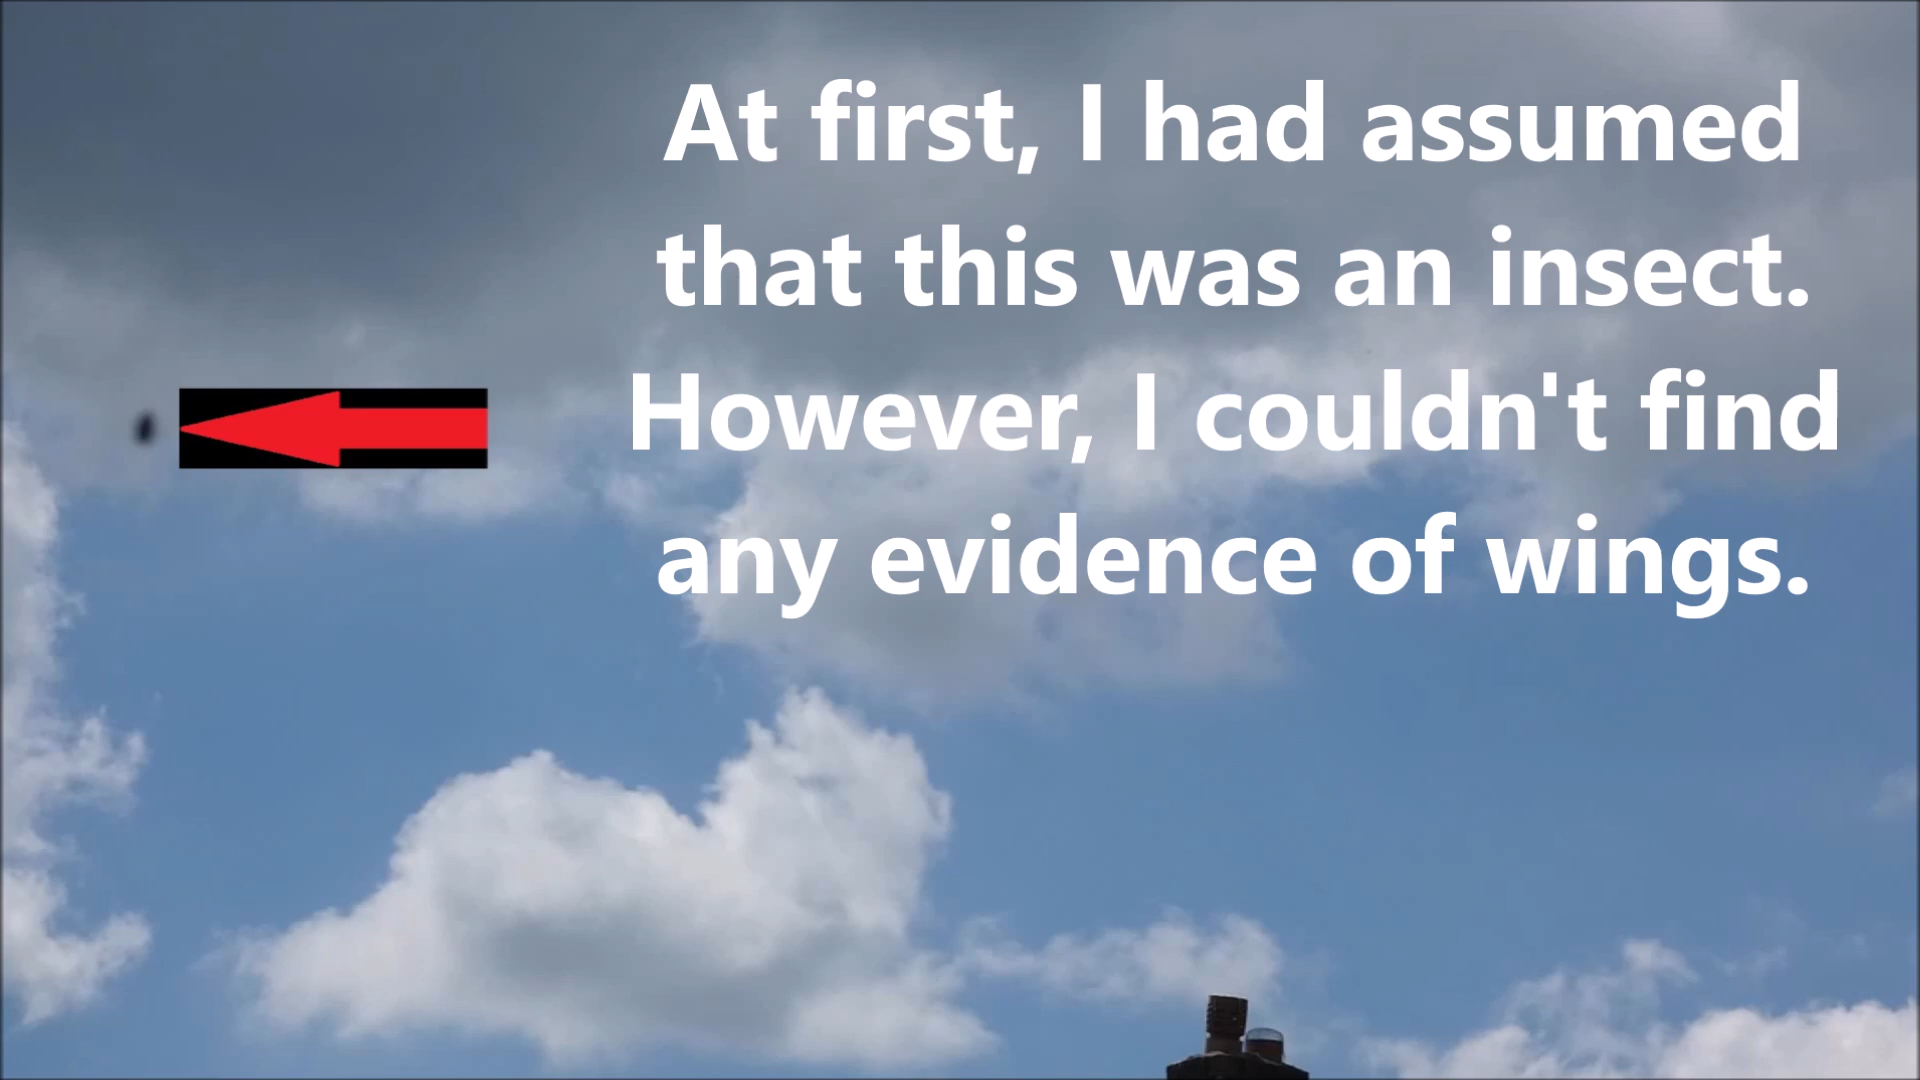 At first, I had assumed
that this was an insect.
However, I couldn't find
any evidence of wings.